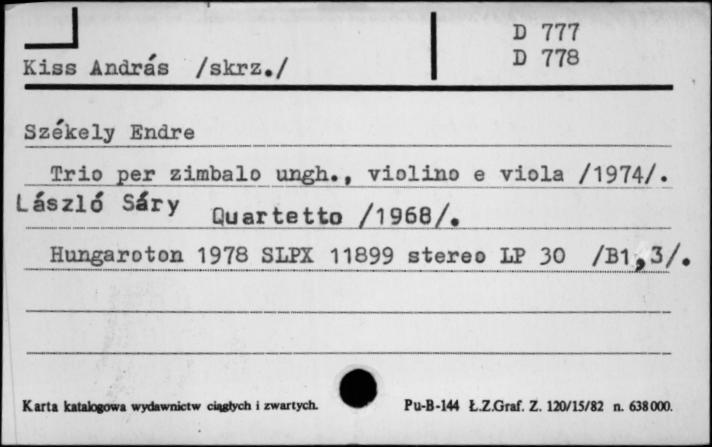 D 777
Kiss András /skrz./ D 778
Székely Endre
Trio per zimbalo ungh., violino e viola /1974/.
László Sáry Quartetto /1968/.
Hungaroton 1978 SLPX 11899 stereo LP 30 /B1,3/.
Karta katalogowa wydawnictw ciągłych i zwartych. Pu-B-144 Ł.Z.Graf. Z. 120/15/82 n. 638000.